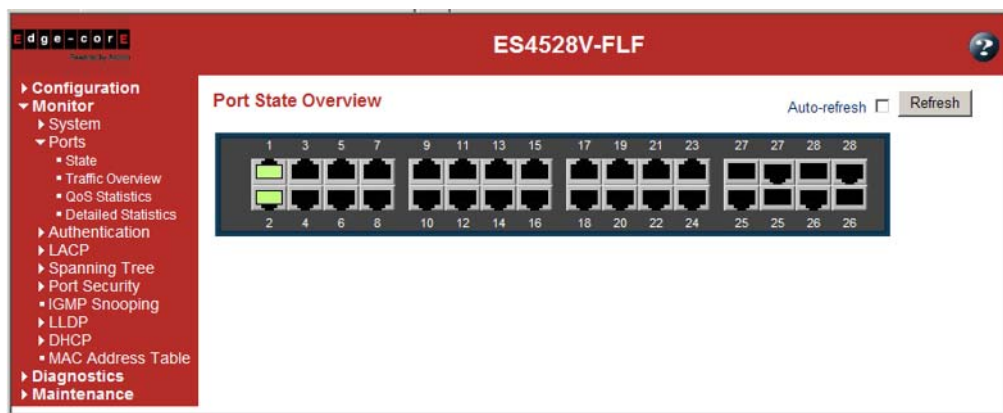 Edge-corE
ES4528V-FLF
Configuration
Monitor
System
Ports
State
Traffic Overview
QoS Statistics
Detailed Statistics
Authentication
LACP
Spanning Tree
Port Security
IGMP Snooping
LLDP
DHCP
MAC Address Table
Diagnostics
Maintenance
Port State Overview
Auto-refresh Refresh
1 3 5 7 9 11 13 15 17 19 21 23 27 27 28 28
2 4 6 8 10 12 14 16 18 20 22 24 25 25 26 26